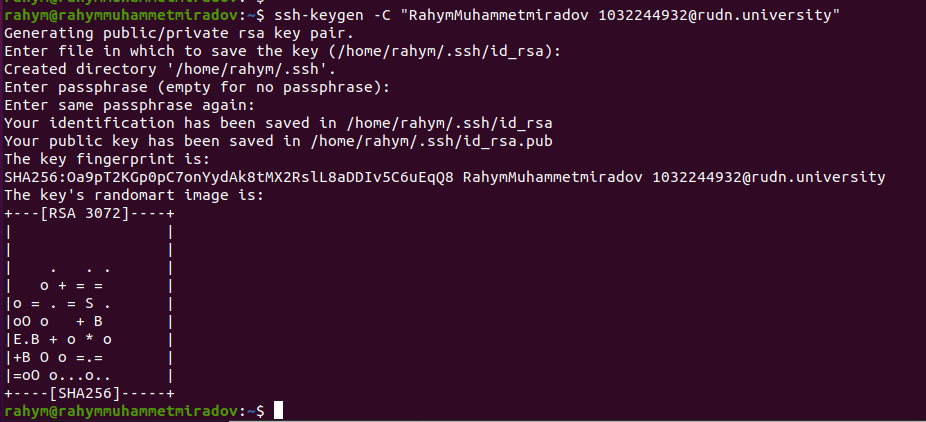 rahym@rahymmuhammetmiradov:~$ ssh-keygen -C "RahymMuhammetmiradov 1032244932@rudn.university"
Generating public/private rsa key pair.
Enter file in which to save the key (/home/rahym/.ssh/id_rsa):
Created directory '/home/rahym/.ssh'.
Enter passphrase (empty for no passphrase):
Enter same passphrase again:
Your identification has been saved in /home/rahym/.ssh/id_rsa
Your public key has been saved in /home/rahym/.ssh/id_rsa.pub
The key fingerprint is:
SHA256:Oa9pT2KGp0pC7onYydAk8tMX2RslL8aDDIv5C6uEqQ8 RahymMuhammetmiradov 1032244932@rudn.university
The key's randomart image is:
+---[RSA 3072]----+
|                 |
|                 |
|    .   . .      |
|   o + = =       |
|o = . = S .      |
|oO o   + B       |
|E.B + o * o      |
|+B O o =.=       |
|=oO o...o..      |
+----[SHA256]-----+
rahym@rahymmuhammetmiradov:~$